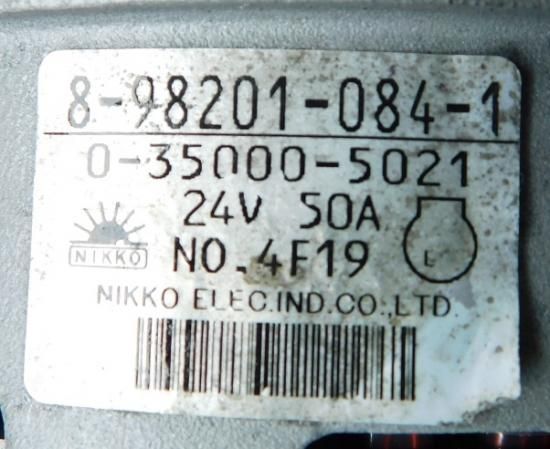 8-98201-084-1
0-35000-5021
24V 50A
NIKKO
NO.4F19
L
NIKKO ELEC.IND.CO.,LTD.